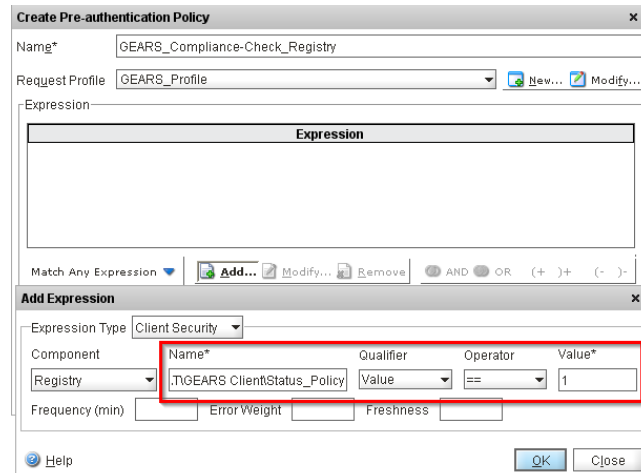 Create Pre-authentication Policy x
Name* GEARS_Compliance-Check_Registry
Request Profile GEARS_Profile New... Modify...
Expression
Expression
Match Any Expression Add... Modify... Remove AND OR (+ )+ (- )-
Add Expression x
Expression Type Client Security
Component Name* Qualifier Operator Value*
Registry .T\GEARS Client\Status_Policy Value == 1
Frequency (min) Error Weight Freshness
Help OK Close